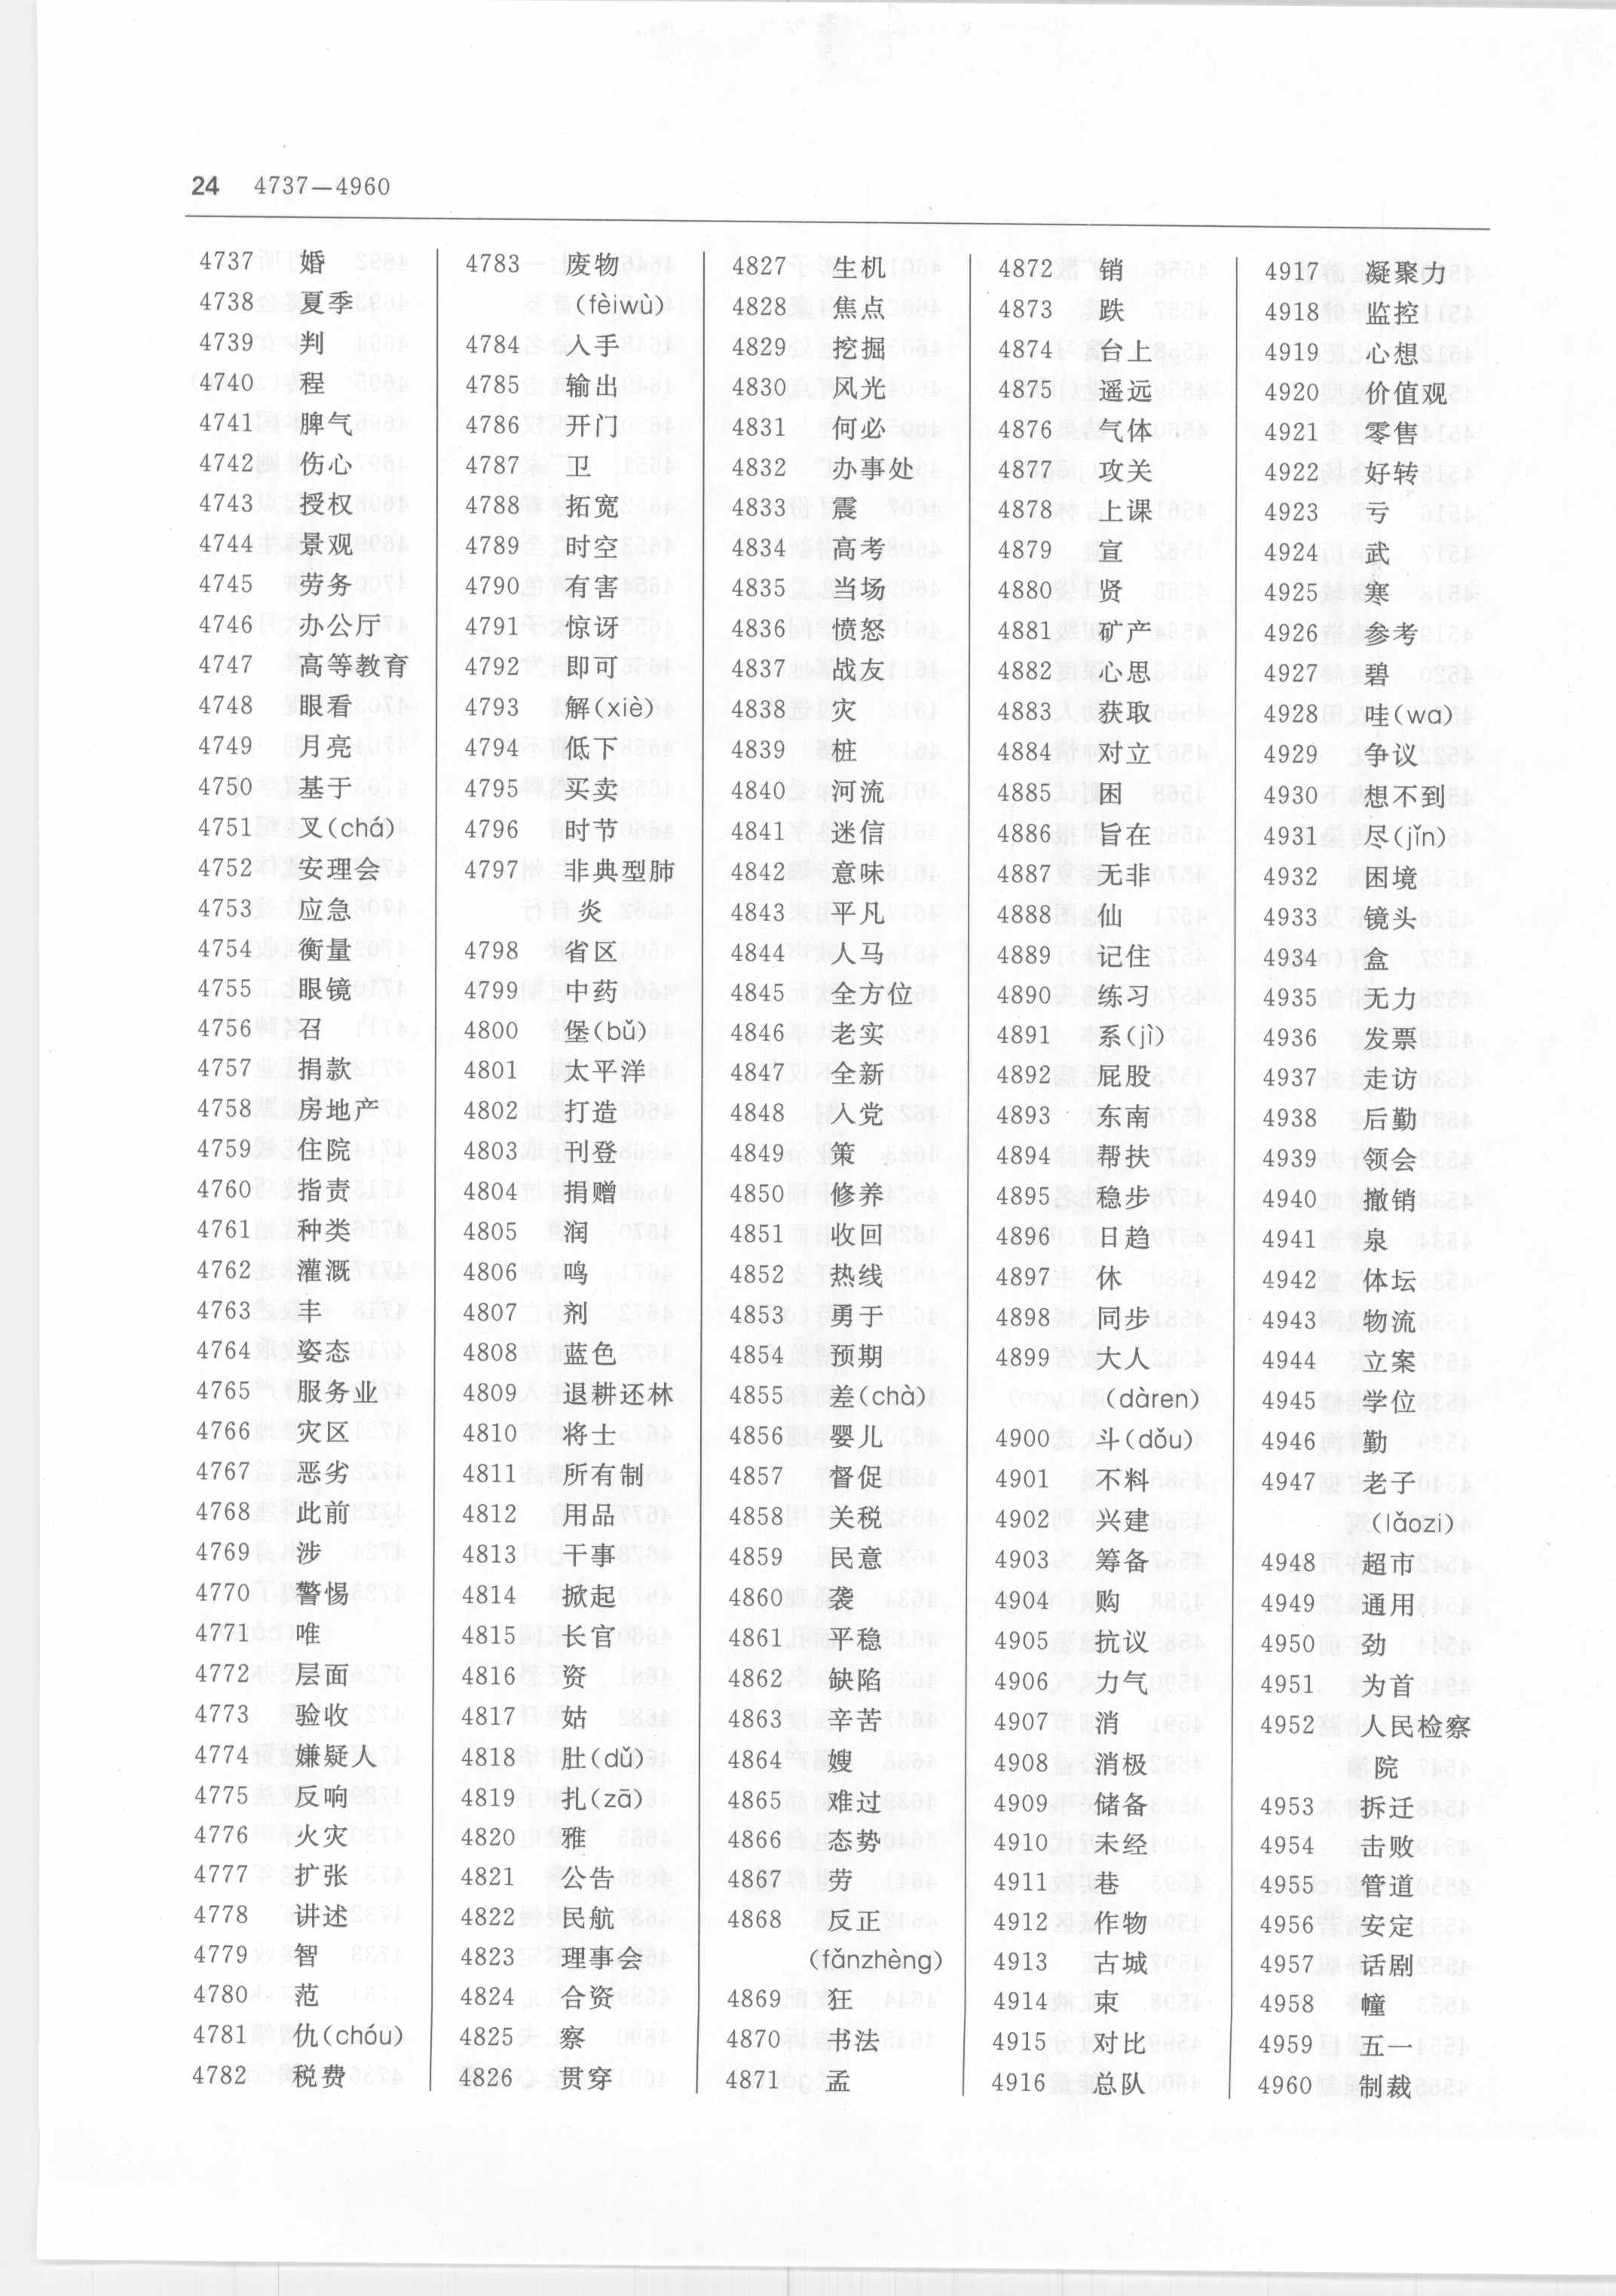 24 4737—4960
4737 婚
4738 夏季
4739 判
4740 程
4741 脾气
4742 伤心
4743 授权
4744 景观
4745 劳务
4746 办公厅
4747 高等教育
4748 眼看
4749 月亮
4750 基于
4751 叉(chǎ)
4752 安理会
4753 应急
4754 衡量
4755 眼镜
4756 召
4757 捐款
4758 房地产
4759 住院
4760 指责
4761 种类
4762 灌溉
4763 丰
4764 姿态
4765 服务业
4766 灾区
4767 恶劣
4768 此前
4769 涉
4770 警惕
4771 唯
4772 层面
4773 验收
4774 嫌疑人
4775 反响
4776 火灾
4777 扩张
4778 讲述
4779 智
4780 范
4781 仇(chóu)
4782 税费
4783 废物
(fèiwù)
4784 人手
4785 输出
4786 开门
4787 卫
4788 拓宽
4789 时空
4790 有害
4791 惊讶
4792 即可
4793 解(xiè)
4794 低下
4795 买卖
4796 时节
4797 非典型肺
炎
4798 省区
4799 中药
4800 堡(bǔ)
4801 太平洋
4802 打造
4803 刊登
4804 捐赠
4805 润
4806 鸣
4807 剂
4808 蓝色
4809 退耕还林
4810 将士
4811 所有制
4812 用品
4813 干事
4814 掀起
4815 长官
4816 资
4817 姑
4818 肚(dǔ)
4819 扎(zā)
4820 雅
4821 公告
4822 民航
4823 理事会
4824 合资
4825 察
4826 贯穿
4827 生机
4828 焦点
4829 挖掘
4830 风光
4831 何必
4832 办事处
4833 震
4834 高考
4835 当场
4836 愤怒
4837 战友
4838 灾
4839 桩
4840 河流
4841 迷信
4842 意味
4843 平凡
4844 人马
4845 全方位
4846 老实
4847 全新
4848 入党
4849 策
4850 修养
4851 收回
4852 热线
4853 勇于
4854 预期
4855 差(chà)
4856 婴儿
4857 督促
4858 关税
4859 民意
4860 袭
4861 平稳
4862 缺陷
4863 辛苦
4864 嫂
4865 难过
4866 态势
4867 劳
4868 反正
(fǎnzhèng)
4869 狂
4870 书法
4871 孟
4872 销
4873 跌
4874 台上
4875 遥远
4876 气体
4877 攻关
4878 上课
4879 宣
4880 贤
4881 矿产
4882 心思
4883 获取
4884 对立
4885 困
4886 旨在
4887 无非
4888 仙
4889 记住
4890 练习
4891 系(jì)
4892 屁股
4893 东南
4894 帮扶
4895 稳步
4896 日趋
4897 休
4898 同步
4899 大人
(dàren)
4900 斗(dǒu)
4901 不料
4902 兴建
4903 筹备
4904 购
4905 抗议
4906 力气
4907 消
4908 消极
4909 储备
4910 未经
4911 巷
4912 作物
4913 古城
4914 束
4915 对比
4916 总队
4917 凝聚力
4918 监控
4919 心想
4920 价值观
4921 零售
4922 好转
4923 亏
4924 武
4925 寒
4926 参考
4927 碧
4928 哇(wa)
4929 争议
4930 想不到
4931 尽(jǐn)
4932 困境
4933 镜头
4934 盒
4935 无力
4936 发票
4937 走访
4938 后勤
4939 领会
4940 撤销
4941 泉
4942 体坛
4943 物流
4944 立案
4945 学位
4946 勤
4947 老子
(lǎozi)
4948 超市
4949 通用
4950 劲
4951 为首
4952 人民检察
院
4953 拆迁
4954 击败
4955 管道
4956 安定
4957 话剧
4958 幢
4959 五一
4960 制裁